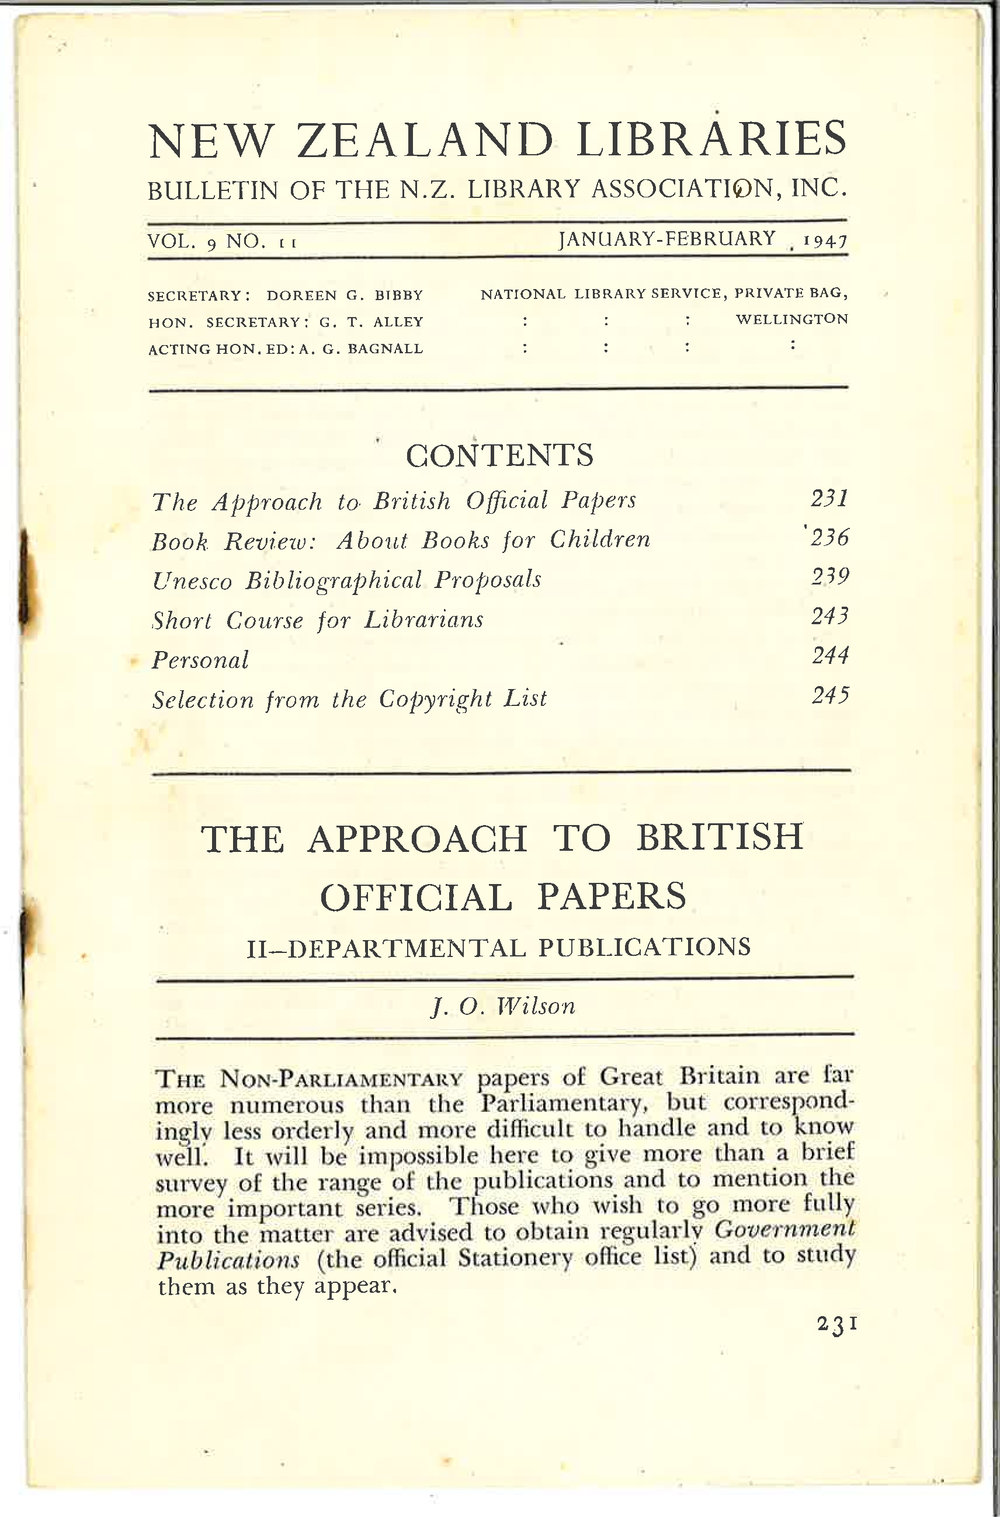 NEW ZEALAND LIBRARIES
BULLETIN OF THE N.Z. LIBRARY ASSOCIATION, INC.
VOL. 9 NO. 11 JANUARY-FEBRUARY, 1947
SECRETARY: DOREEN G. BIBBY NATIONAL LIBRARY SERVICE, PRIVATE BAG,
HON. SECRETARY: G. T. ALLEY : : : WELLINGTON
ACTING HON. ED: A. G. BAGNALL : : : :
CONTENTS
The Approach to British Official Papers 231
Book Review: About Books for Children 236
Unesco Bibliographical Proposals 239
Short Course for Librarians 243
Personal 244
Selection from the Copyright List 245
THE APPROACH TO BRITISH
OFFICIAL PAPERS
II—DEPARTMENTAL PUBLICATIONS
J. O. Wilson
THE NON-PARLIAMENTARY papers of Great Britain are far
more numerous than the Parliamentary, but correspond-
ingly less orderly and more difficult to handle and to know
well. It will be impossible here to give more than a brief
survey of the range of the publications and to mention the
more important series. Those who wish to go more fully
into the matter are advised to obtain regularly Government
Publications (the official Stationery office list) and to study
them as they appear.
231